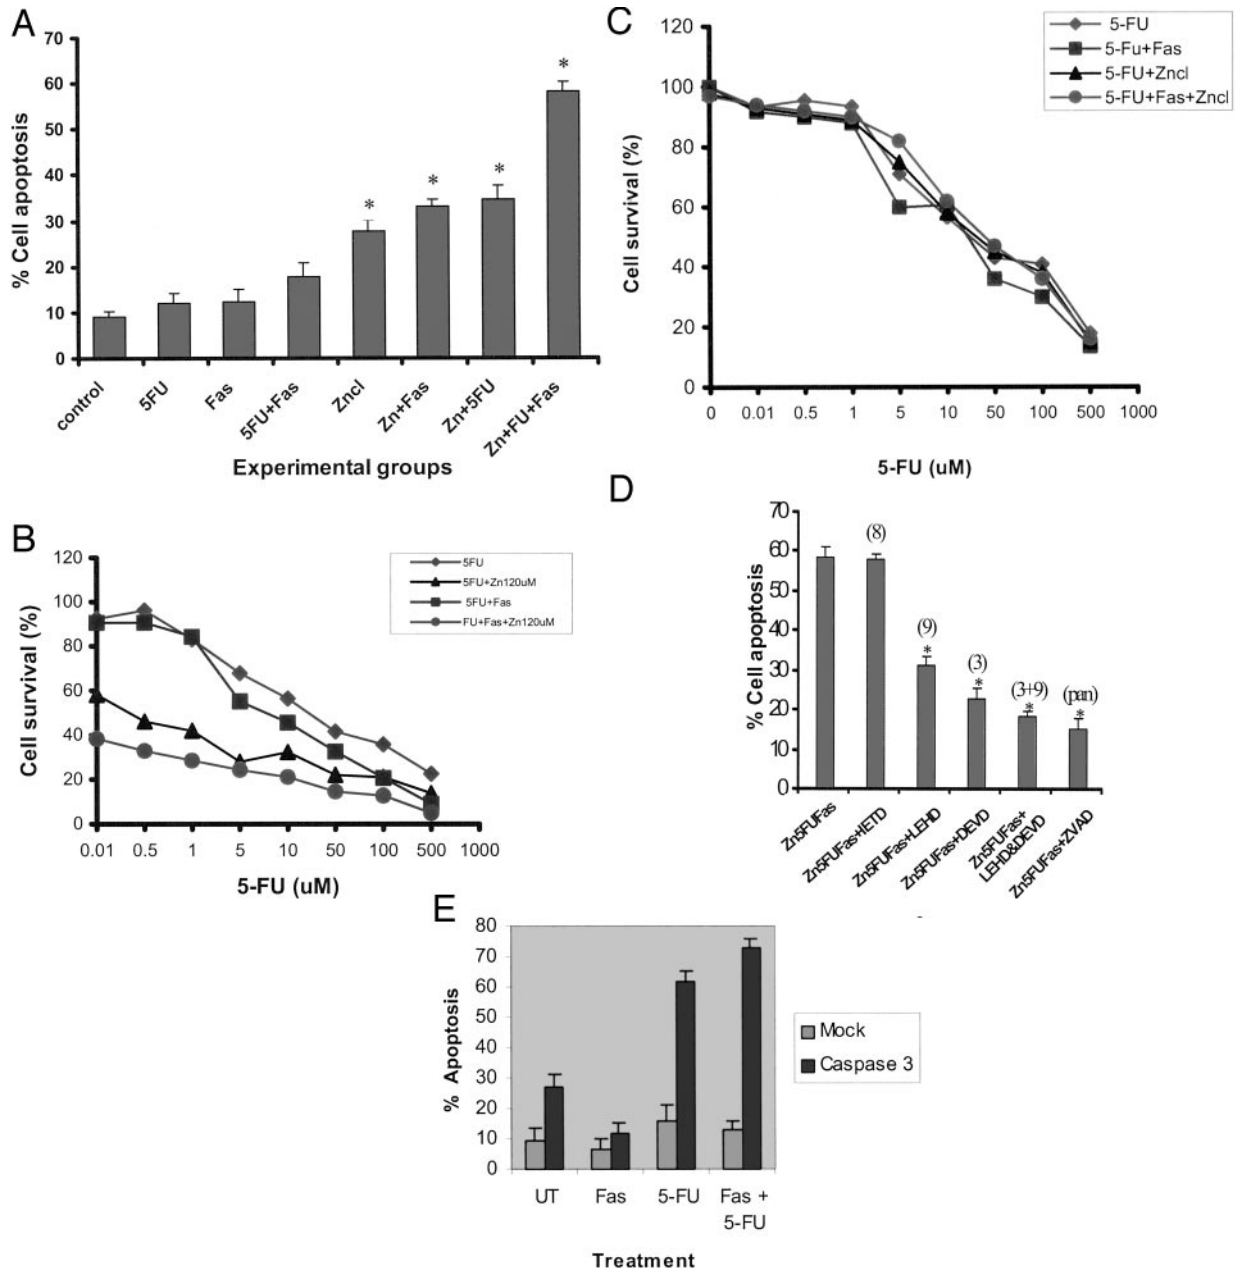 A
70
60
50
40
30
20
10
0
% Cell apoptosis
*
*
*
*
control
5FU
Fas
5FU+Fas
Zncl
Zn+Fas
Zn+5FU
Zn+FU+Fas
Experimental groups
C
120
100
80
60
40
20
0
Cell survival (%)
5-FU
5-Fu+Fas
5-FU+Zncl
5-FU+Fas+Zncl
0 0.01 0.5 1 5 10 50 100 500 1000
5-FU (uM)
B
120
100
80
60
40
20
0
Cell survival (%)
5FU
5FU+Zn120uM
5FU+Fas
FU+Fas+Zn120uM
0.01 0.5 1 5 10 50 100 500 1000
5-FU (uM)
D
70
60
50
40
30
20
10
0
% Cell apoptosis
(8)
(9)
*
(3)
*
(3+9)
*
(pan)
*
Zn5FUFas
Zn5FUFas+IETD
Zn5FUFas+LEHD
Zn5FUFas+DEVD
Zn5FUFas+
LEHD&DEVD
Zn5FUFas+ZVAD
E
80
70
60
50
40
30
20
10
0
% Apoptosis
Mock
Caspase 3
UT Fas 5-FU Fas +
5-FU
Treatment